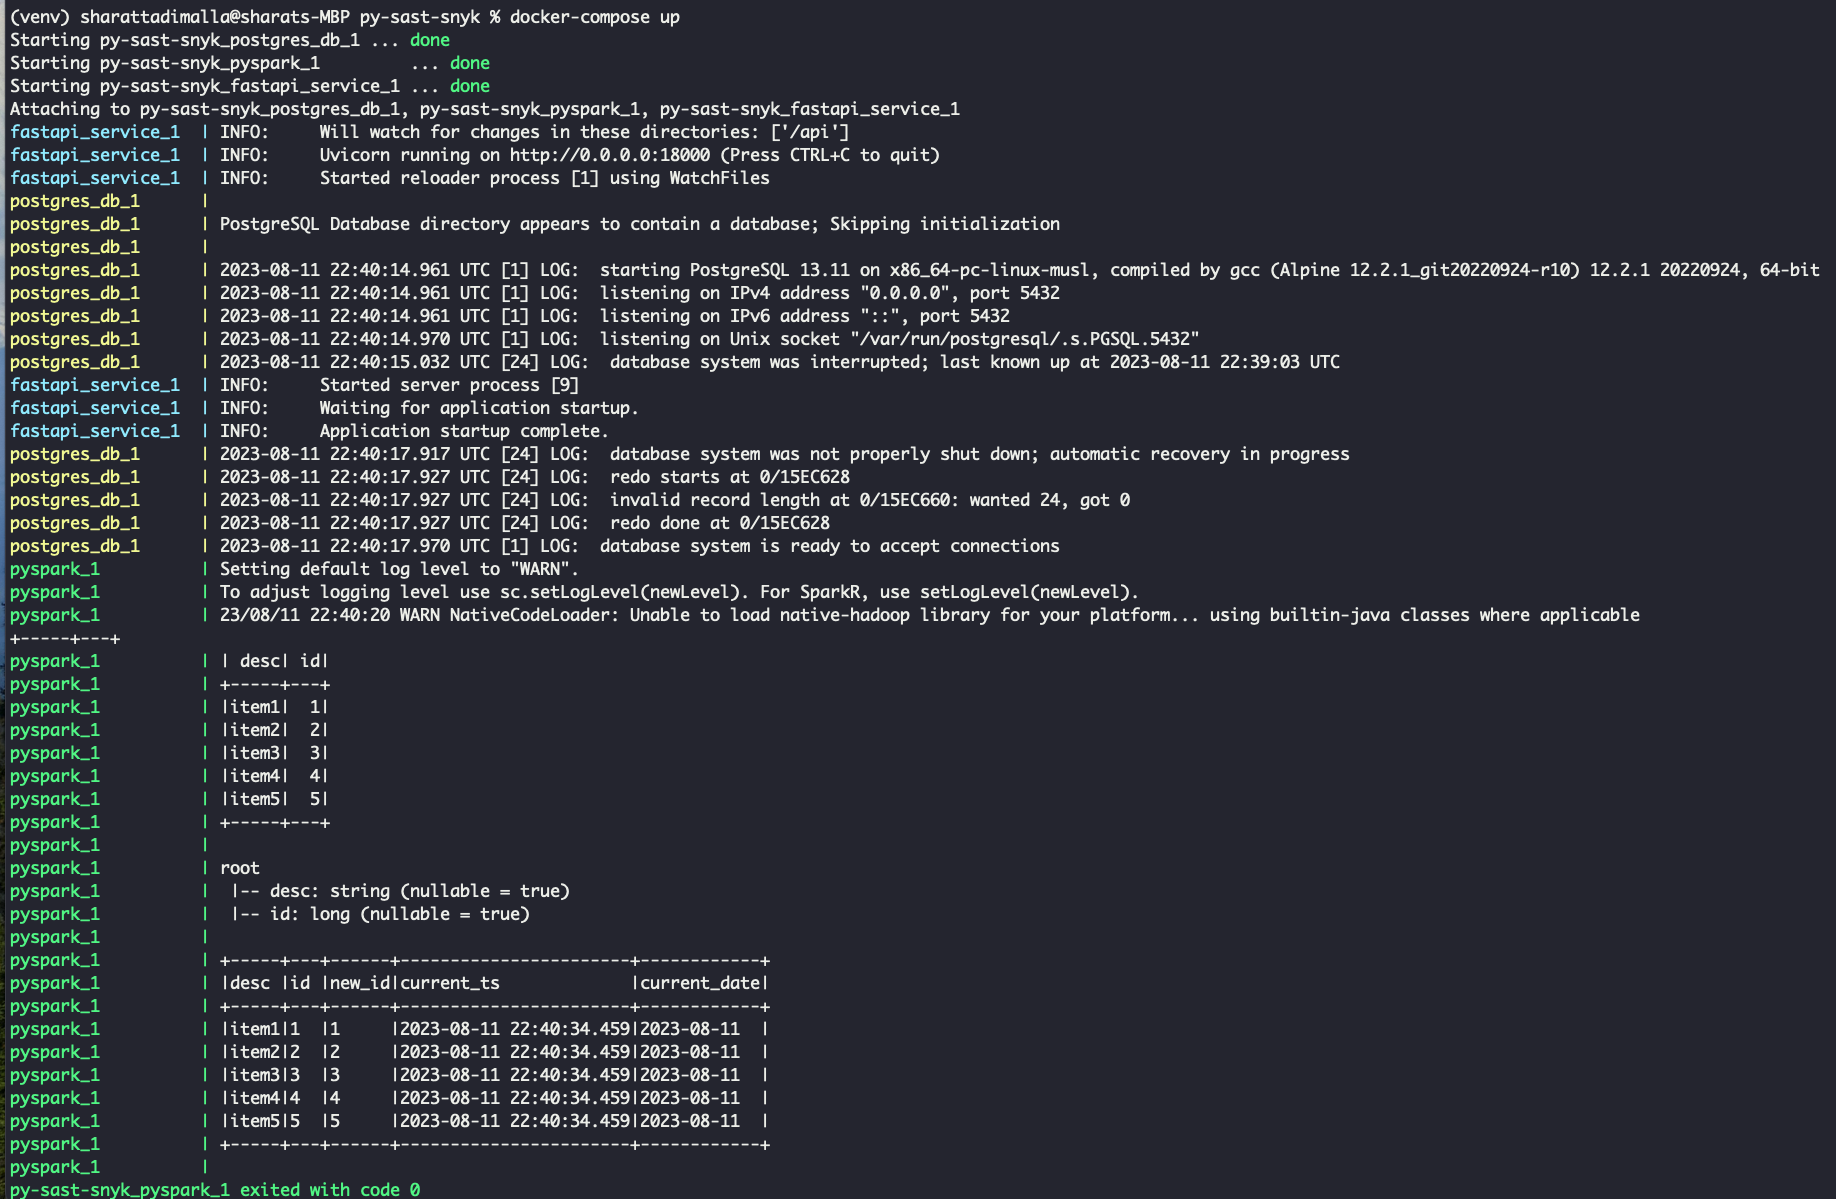 (venv) sharattadimalla@sharats-MBP py-sast-snyk % docker-compose up
Starting py-sast-snyk_postgres_db_1 ... done
Starting py-sast-snyk_pyspark_1         ... done
Starting py-sast-snyk_fastapi_service_1 ... done
Attaching to py-sast-snyk_postgres_db_1, py-sast-snyk_pyspark_1, py-sast-snyk_fastapi_service_1
fastapi_service_1  | INFO:     Will watch for changes in these directories: ['/api']
fastapi_service_1  | INFO:     Uvicorn running on http://0.0.0.0:18000 (Press CTRL+C to quit)
fastapi_service_1  | INFO:     Started reloader process [1] using WatchFiles
postgres_db_1      |
postgres_db_1      | PostgreSQL Database directory appears to contain a database; Skipping initialization
postgres_db_1      |
postgres_db_1      | 2023-08-11 22:40:14.961 UTC [1] LOG:  starting PostgreSQL 13.11 on x86_64-pc-linux-musl, compiled by gcc (Alpine 12.2.1_git20220924-r10) 12.2.1 20220924, 64-bit
postgres_db_1      | 2023-08-11 22:40:14.961 UTC [1] LOG:  listening on IPv4 address "0.0.0.0", port 5432
postgres_db_1      | 2023-08-11 22:40:14.961 UTC [1] LOG:  listening on IPv6 address "::", port 5432
postgres_db_1      | 2023-08-11 22:40:14.970 UTC [1] LOG:  listening on Unix socket "/var/run/postgresql/.s.PGSQL.5432"
postgres_db_1      | 2023-08-11 22:40:15.032 UTC [24] LOG:  database system was interrupted; last known up at 2023-08-11 22:39:03 UTC
fastapi_service_1  | INFO:     Started server process [9]
fastapi_service_1  | INFO:     Waiting for application startup.
fastapi_service_1  | INFO:     Application startup complete.
postgres_db_1      | 2023-08-11 22:40:17.917 UTC [24] LOG:  database system was not properly shut down; automatic recovery in progress
postgres_db_1      | 2023-08-11 22:40:17.927 UTC [24] LOG:  redo starts at 0/15EC628
postgres_db_1      | 2023-08-11 22:40:17.927 UTC [24] LOG:  invalid record length at 0/15EC660: wanted 24, got 0
postgres_db_1      | 2023-08-11 22:40:17.927 UTC [24] LOG:  redo done at 0/15EC628
postgres_db_1      | 2023-08-11 22:40:17.970 UTC [1] LOG:  database system is ready to accept connections
pyspark_1          | Setting default log level to "WARN".
pyspark_1          | To adjust logging level use sc.setLogLevel(newLevel). For SparkR, use setLogLevel(newLevel).
pyspark_1          | 23/08/11 22:40:20 WARN NativeCodeLoader: Unable to load native-hadoop library for your platform... using builtin-java classes where applicable
+-----+---+
pyspark_1          | | desc| id|
pyspark_1          | +-----+---+
pyspark_1          | |item1|  1|
pyspark_1          | |item2|  2|
pyspark_1          | |item3|  3|
pyspark_1          | |item4|  4|
pyspark_1          | |item5|  5|
pyspark_1          | +-----+---+
pyspark_1          |
pyspark_1          | root
pyspark_1          |  |-- desc: string (nullable = true)
pyspark_1          |  |-- id: long (nullable = true)
pyspark_1          |
pyspark_1          | +-----+---+------+-----------------------+------------+
pyspark_1          | |desc |id |new_id|current_ts             |current_date|
pyspark_1          | +-----+---+------+-----------------------+------------+
pyspark_1          | |item1|1  |1     |2023-08-11 22:40:34.459|2023-08-11  |
pyspark_1          | |item2|2  |2     |2023-08-11 22:40:34.459|2023-08-11  |
pyspark_1          | |item3|3  |3     |2023-08-11 22:40:34.459|2023-08-11  |
pyspark_1          | |item4|4  |4     |2023-08-11 22:40:34.459|2023-08-11  |
pyspark_1          | |item5|5  |5     |2023-08-11 22:40:34.459|2023-08-11  |
pyspark_1          | +-----+---+------+-----------------------+------------+
pyspark_1          |
py-sast-snyk_pyspark_1 exited with code 0